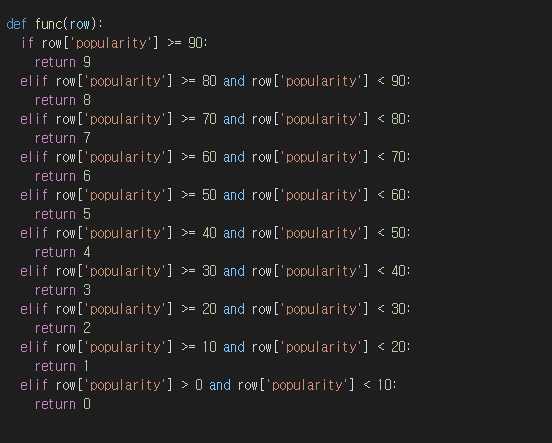 def func(row):
  if row['popularity'] >= 90:
    return 9
  elif row['popularity'] >= 80 and row['popularity'] < 90:
    return 8
  elif row['popularity'] >= 70 and row['popularity'] < 80:
    return 7
  elif row['popularity'] >= 60 and row['popularity'] < 70:
    return 6
  elif row['popularity'] >= 50 and row['popularity'] < 60:
    return 5
  elif row['popularity'] >= 40 and row['popularity'] < 50:
    return 4
  elif row['popularity'] >= 30 and row['popularity'] < 40:
    return 3
  elif row['popularity'] >= 20 and row['popularity'] < 30:
    return 2
  elif row['popularity'] >= 10 and row['popularity'] < 20:
    return 1
  elif row['popularity'] > 0 and row['popularity'] < 10:
    return 0